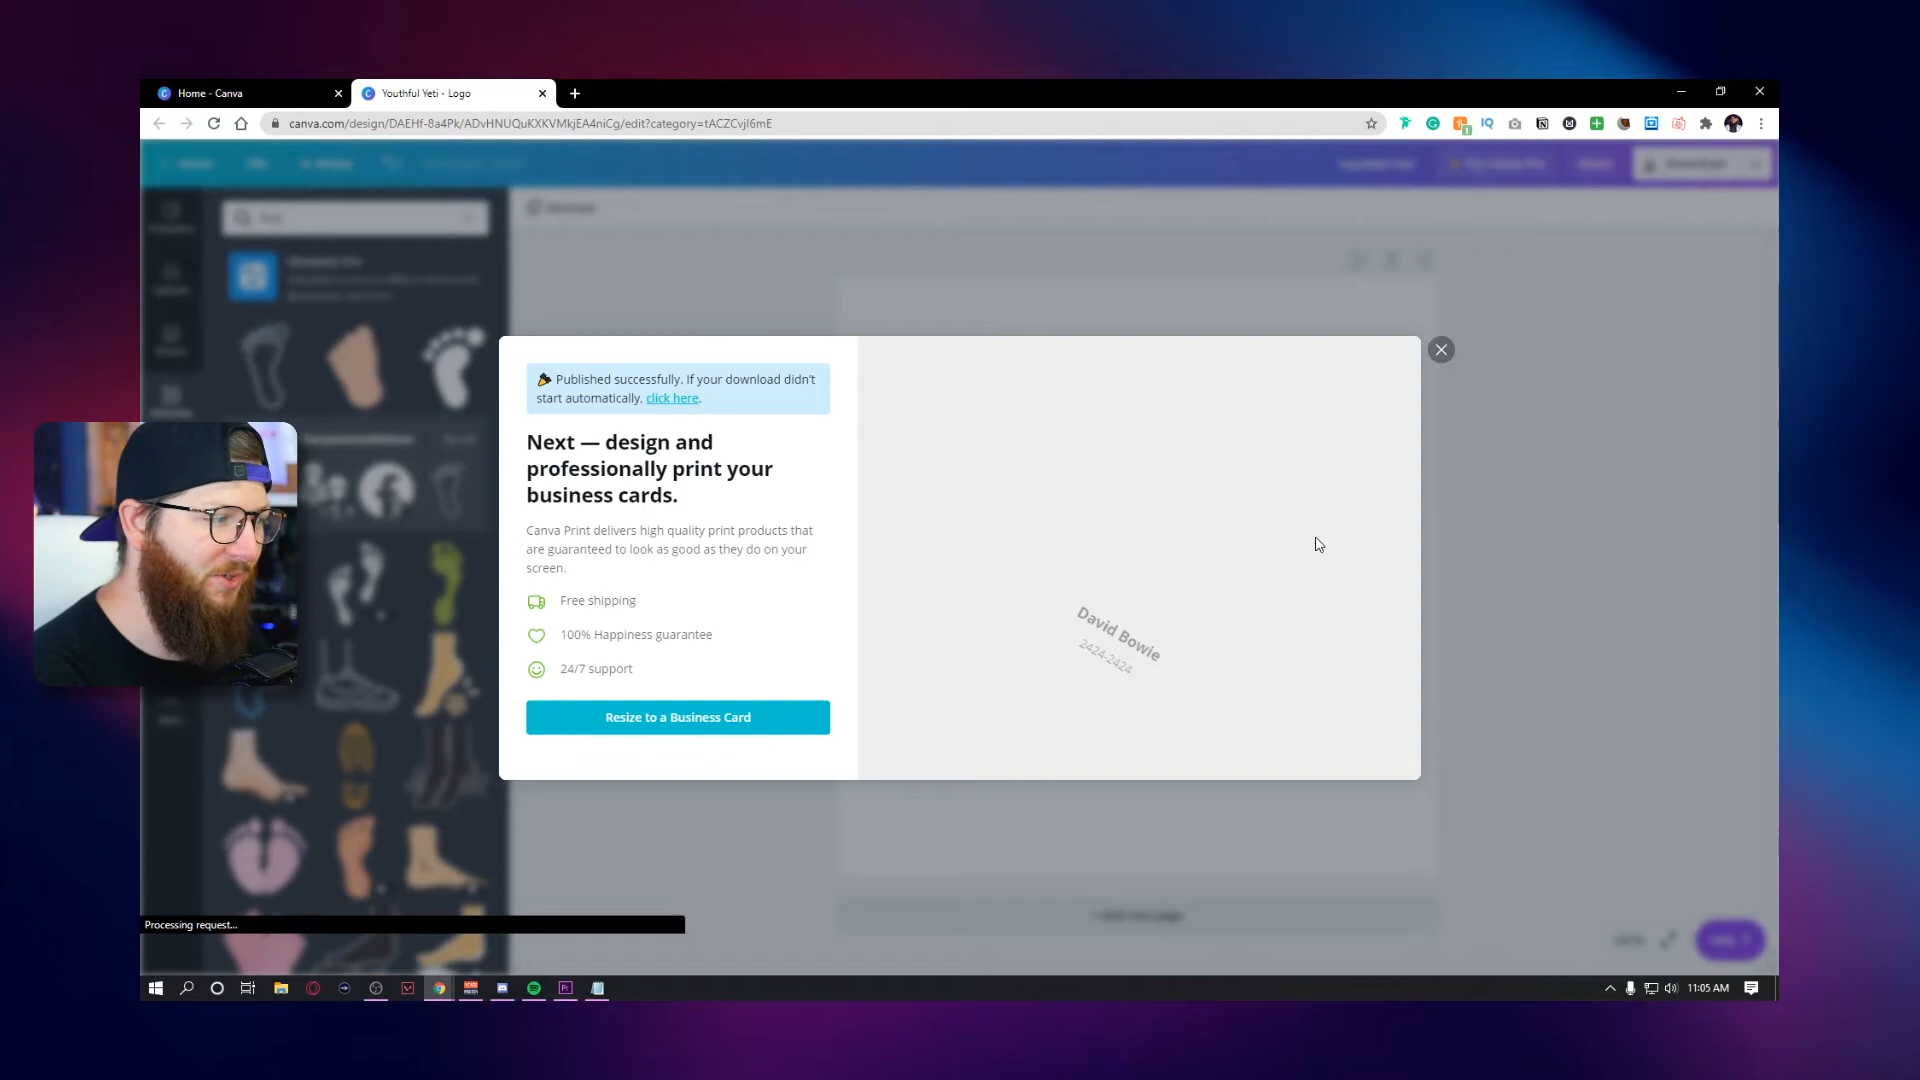 Home - Canva
Youthful Yeti - Logo
canva.com/design/DAEHf-8a4Pk/ADvHNUQuKXKVMkjEA4niCg/edit?category=tACZCvjI6mE
Published successfully. If your download didn't
start automatically, click here.
Next — design and
professionally print your
business cards.
Canva Print delivers high quality print products that
are guaranteed to look as good as they do on your
screen.
Free shipping
100% Happiness guarantee
24/7 support
Resize to a Business Card
David Bowie
2424-2424
Processing request...
11:05 AM